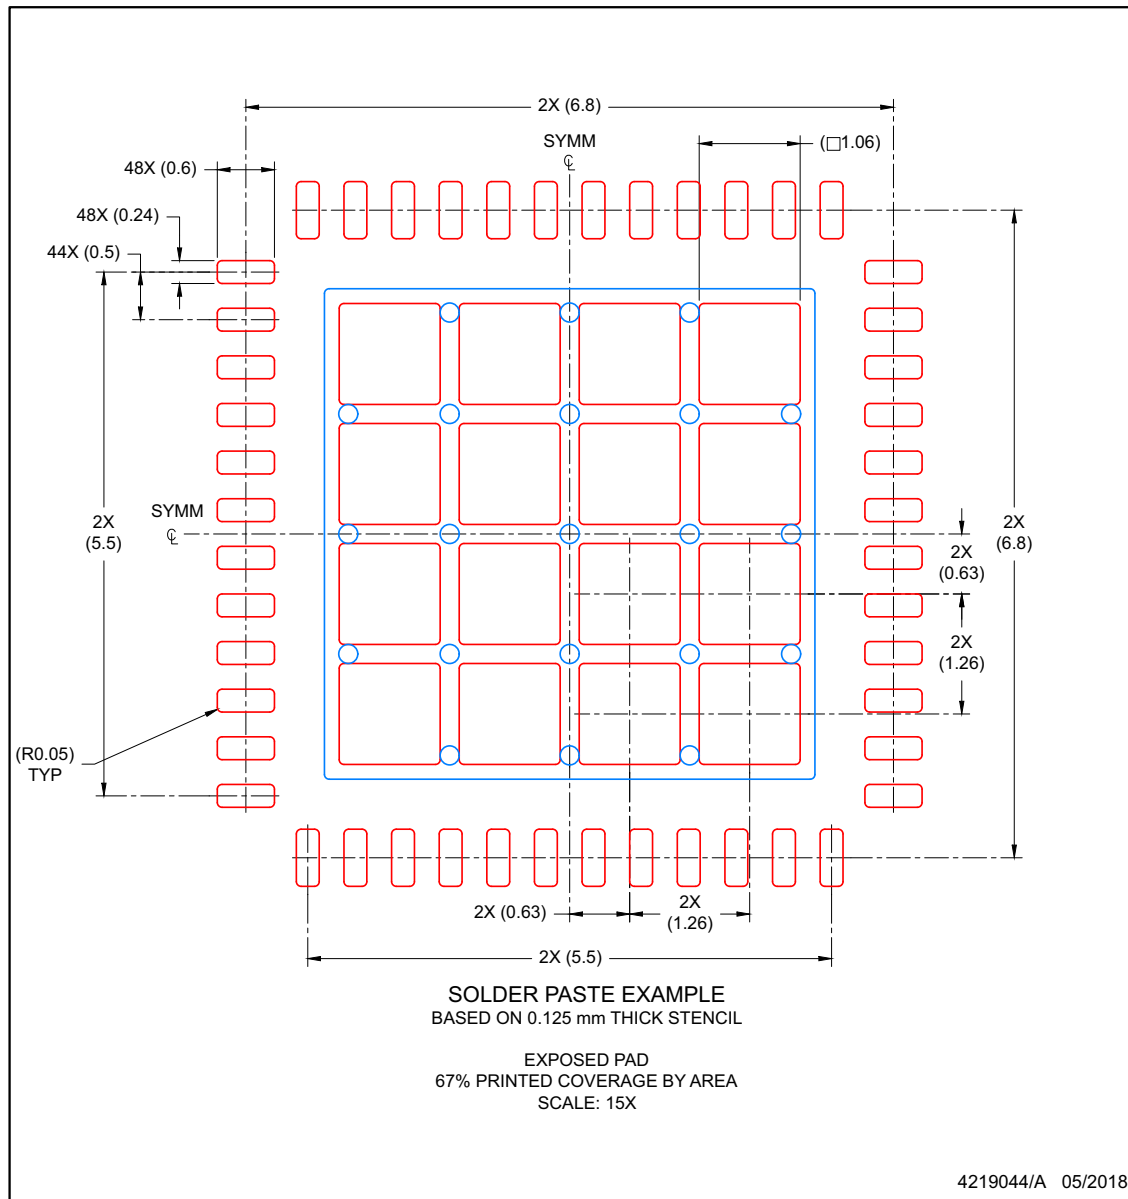 2X (6.8)
SYMM
℄
(□1.06)
48X (0.6)
48X (0.24)
44X (0.5)
2X
(5.5)
SYMM
℄
2X
(6.8)
2X
(0.63)
2X
(1.26)
(R0.05)
TYP
2X (0.63)
2X
(1.26)
2X (5.5)
SOLDER PASTE EXAMPLE
BASED ON 0.125 mm THICK STENCIL
EXPOSED PAD
67% PRINTED COVERAGE BY AREA
SCALE: 15X
4219044/A 05/2018